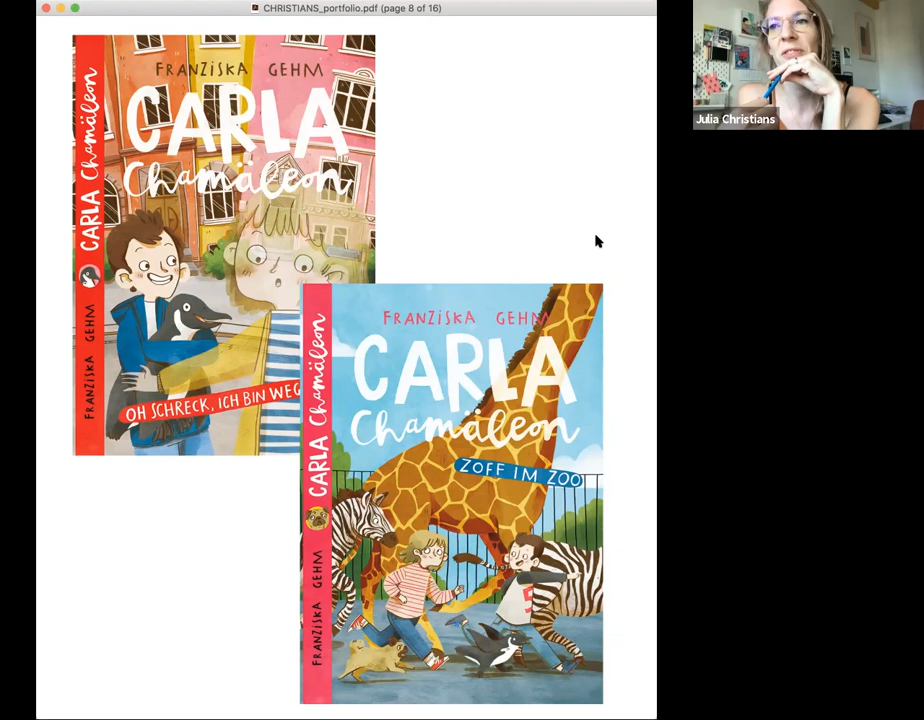 CHRISTIANS_portfolio.pdf (page 8 of 16)
Julia Christians
FRANZISKA GEHM
CARLA
Chamäleon
OH SCHRECK, ICH BIN WEG
CARLA Chamäleon
FRANZISKA GEHM
FRANZISKA GEHM
CARLA
Chamäleon
ZOFF IM ZOO
CARLA Chamäleon
FRANZISKA GEHM
5